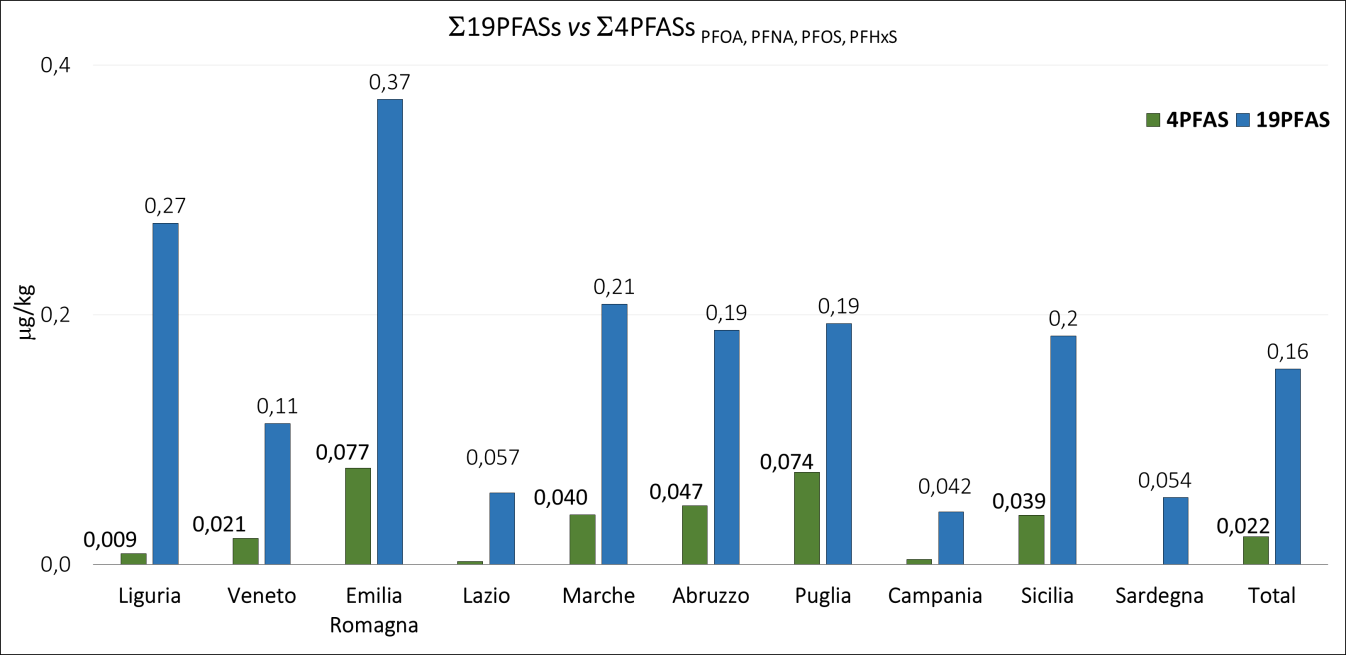 Σ19PFASs vs Σ4PFASs PFOA, PFNA, PFOS, PFHxS
0,4
0,2
0,0
µg/kg
4PFAS 19PFAS
0,009
0,27
0,021
0,11
0,077
0,37
0,057
0,040
0,21
0,047
0,19
0,074
0,19
0,042
0,039
0,2
0,054
0,022
0,16
Liguria
Veneto
Emilia
Romagna
Lazio
Marche
Abruzzo
Puglia
Campania
Sicilia
Sardegna
Total